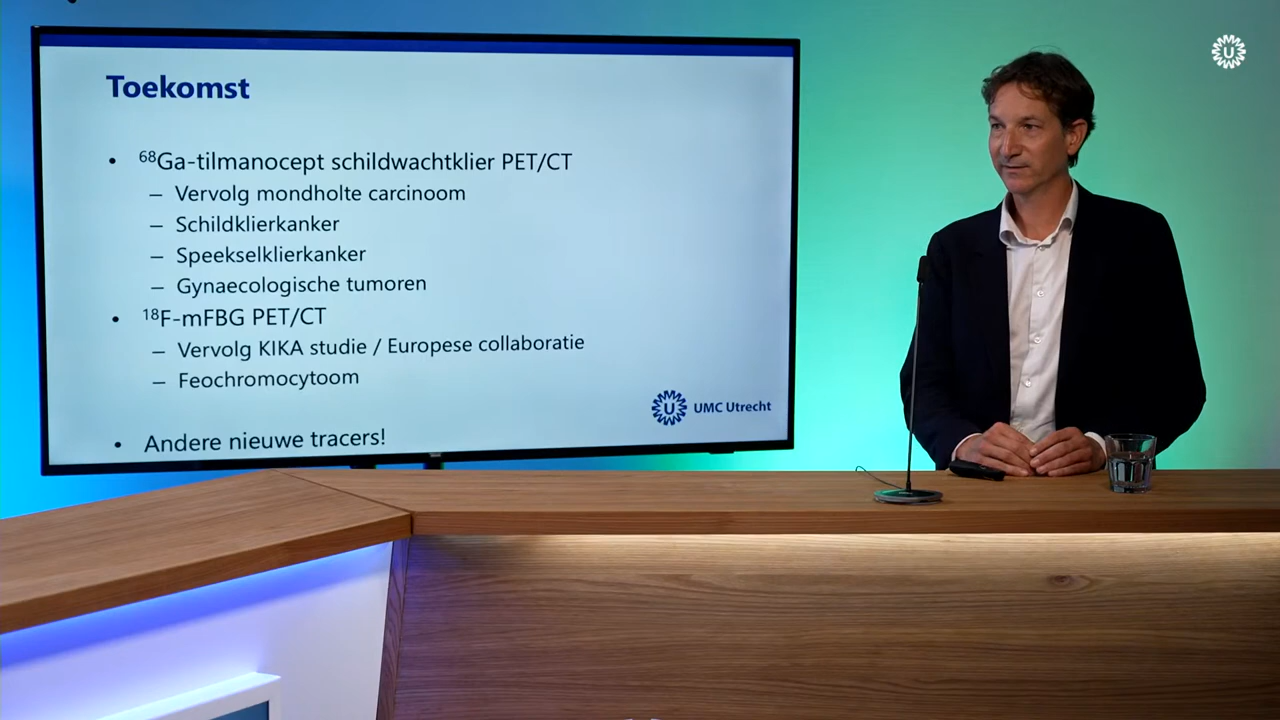 Toekomst
• ⁶⁸Ga-tilmanocept schildwachtklier PET/CT
– Vervolg mondholte carcinoom
– Schildklierkanker
– Speekselklierkanker
– Gynaecologische tumoren
• ¹⁸F-mFBG PET/CT
– Vervolg KIKA studie / Europese collaboratie
– Feochromocytoom
• Andere nieuwe tracers!
U UMC Utrecht
U